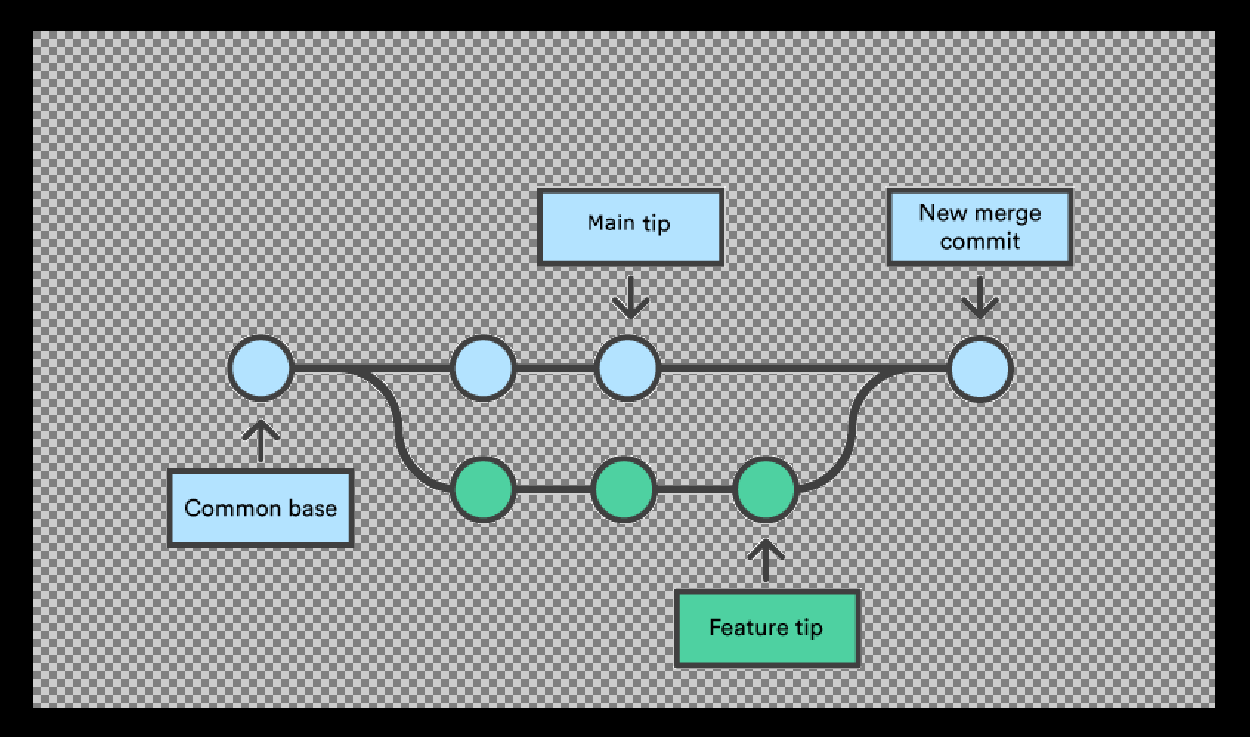 Main tip
New merge
commit
Common base
Feature tip